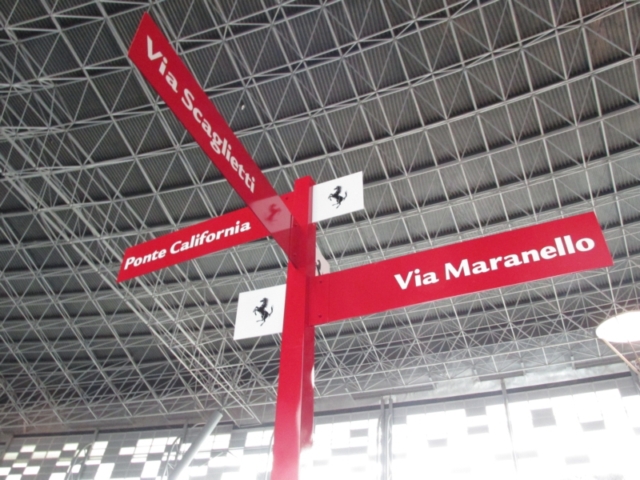 Via Scaglietti
Ponte California
Via Maranello